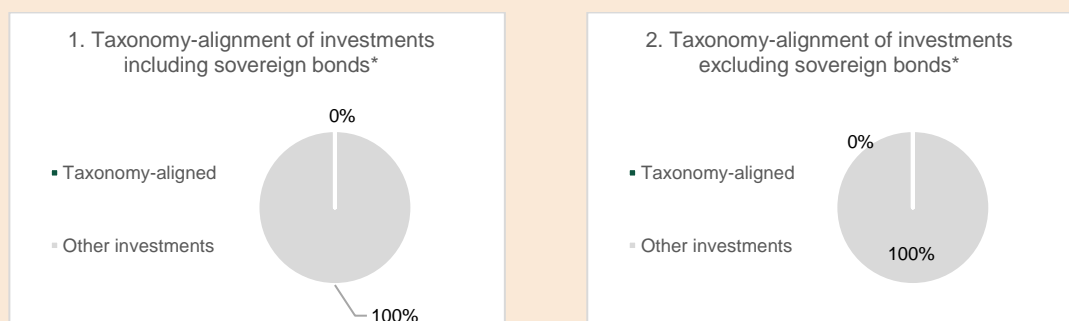 1. Taxonomy-alignment of investments
including sovereign bonds*
0%
Taxonomy-aligned
Other investments
100%
2. Taxonomy-alignment of investments
excluding sovereign bonds*
0%
Taxonomy-aligned
Other investments
100%